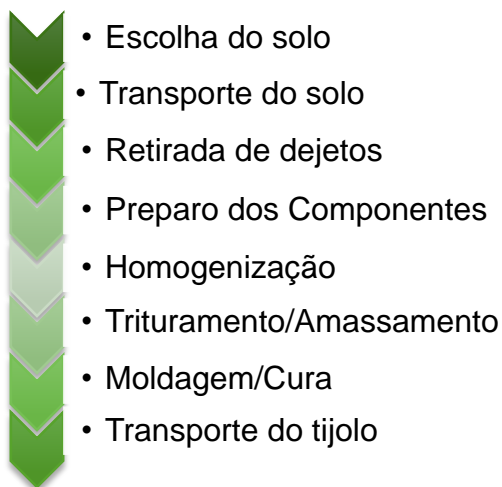 • Escolha do solo
• Transporte do solo
• Retirada de dejetos
• Preparo dos Componentes
• Homogenização
• Trituramento/Amassamento
• Moldagem/Cura
• Transporte do tijolo